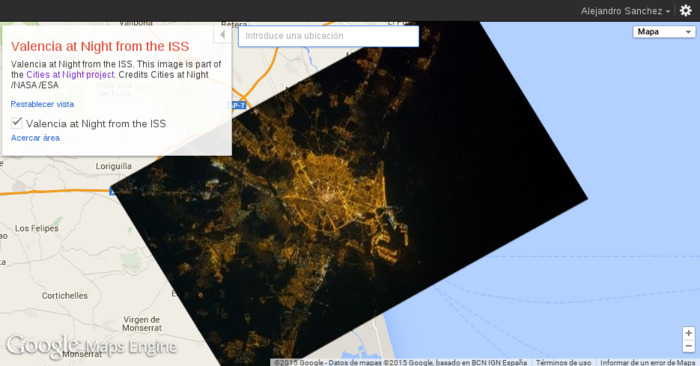 Alejandro Sanchez
Valencia at Night from the ISS
Valencia at Night from the ISS. This image is part of
the Cities at Night project. Credits Cities at Night
/NASA /ESA
Restablecer vista
Valencia at Night from the ISS
Acercar área
Introduce una ubicación
Mapa
Vallbona
Bétera
AP-7
Loriguilla
Los Felipes
Cortichelles
Virgen de
Monserrat
Monserrat
Google Maps Engine
+
−
©2015 Google - Datos de mapas ©2015 Google, basado en BCN IGN España
Términos de uso
Informar de un error de Maps